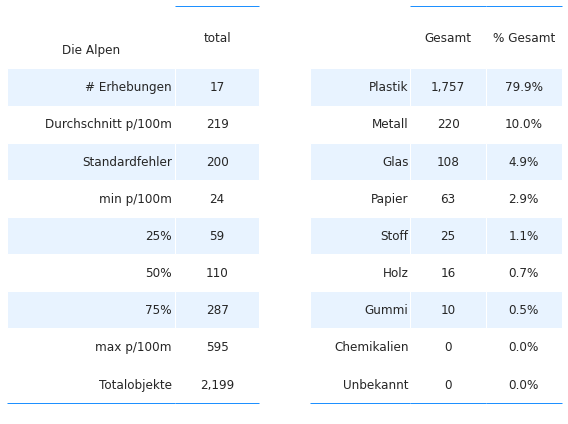 Die Alpen total
# Erhebungen 17
Durchschnitt p/100m 219
Standardfehler 200
min p/100m 24
25% 59
50% 110
75% 287
max p/100m 595
Totalobjekte 2,199
Gesamt % Gesamt
Plastik 1,757 79.9%
Metall 220 10.0%
Glas 108 4.9%
Papier 63 2.9%
Stoff 25 1.1%
Holz 16 0.7%
Gummi 10 0.5%
Chemikalien 0 0.0%
Unbekannt 0 0.0%